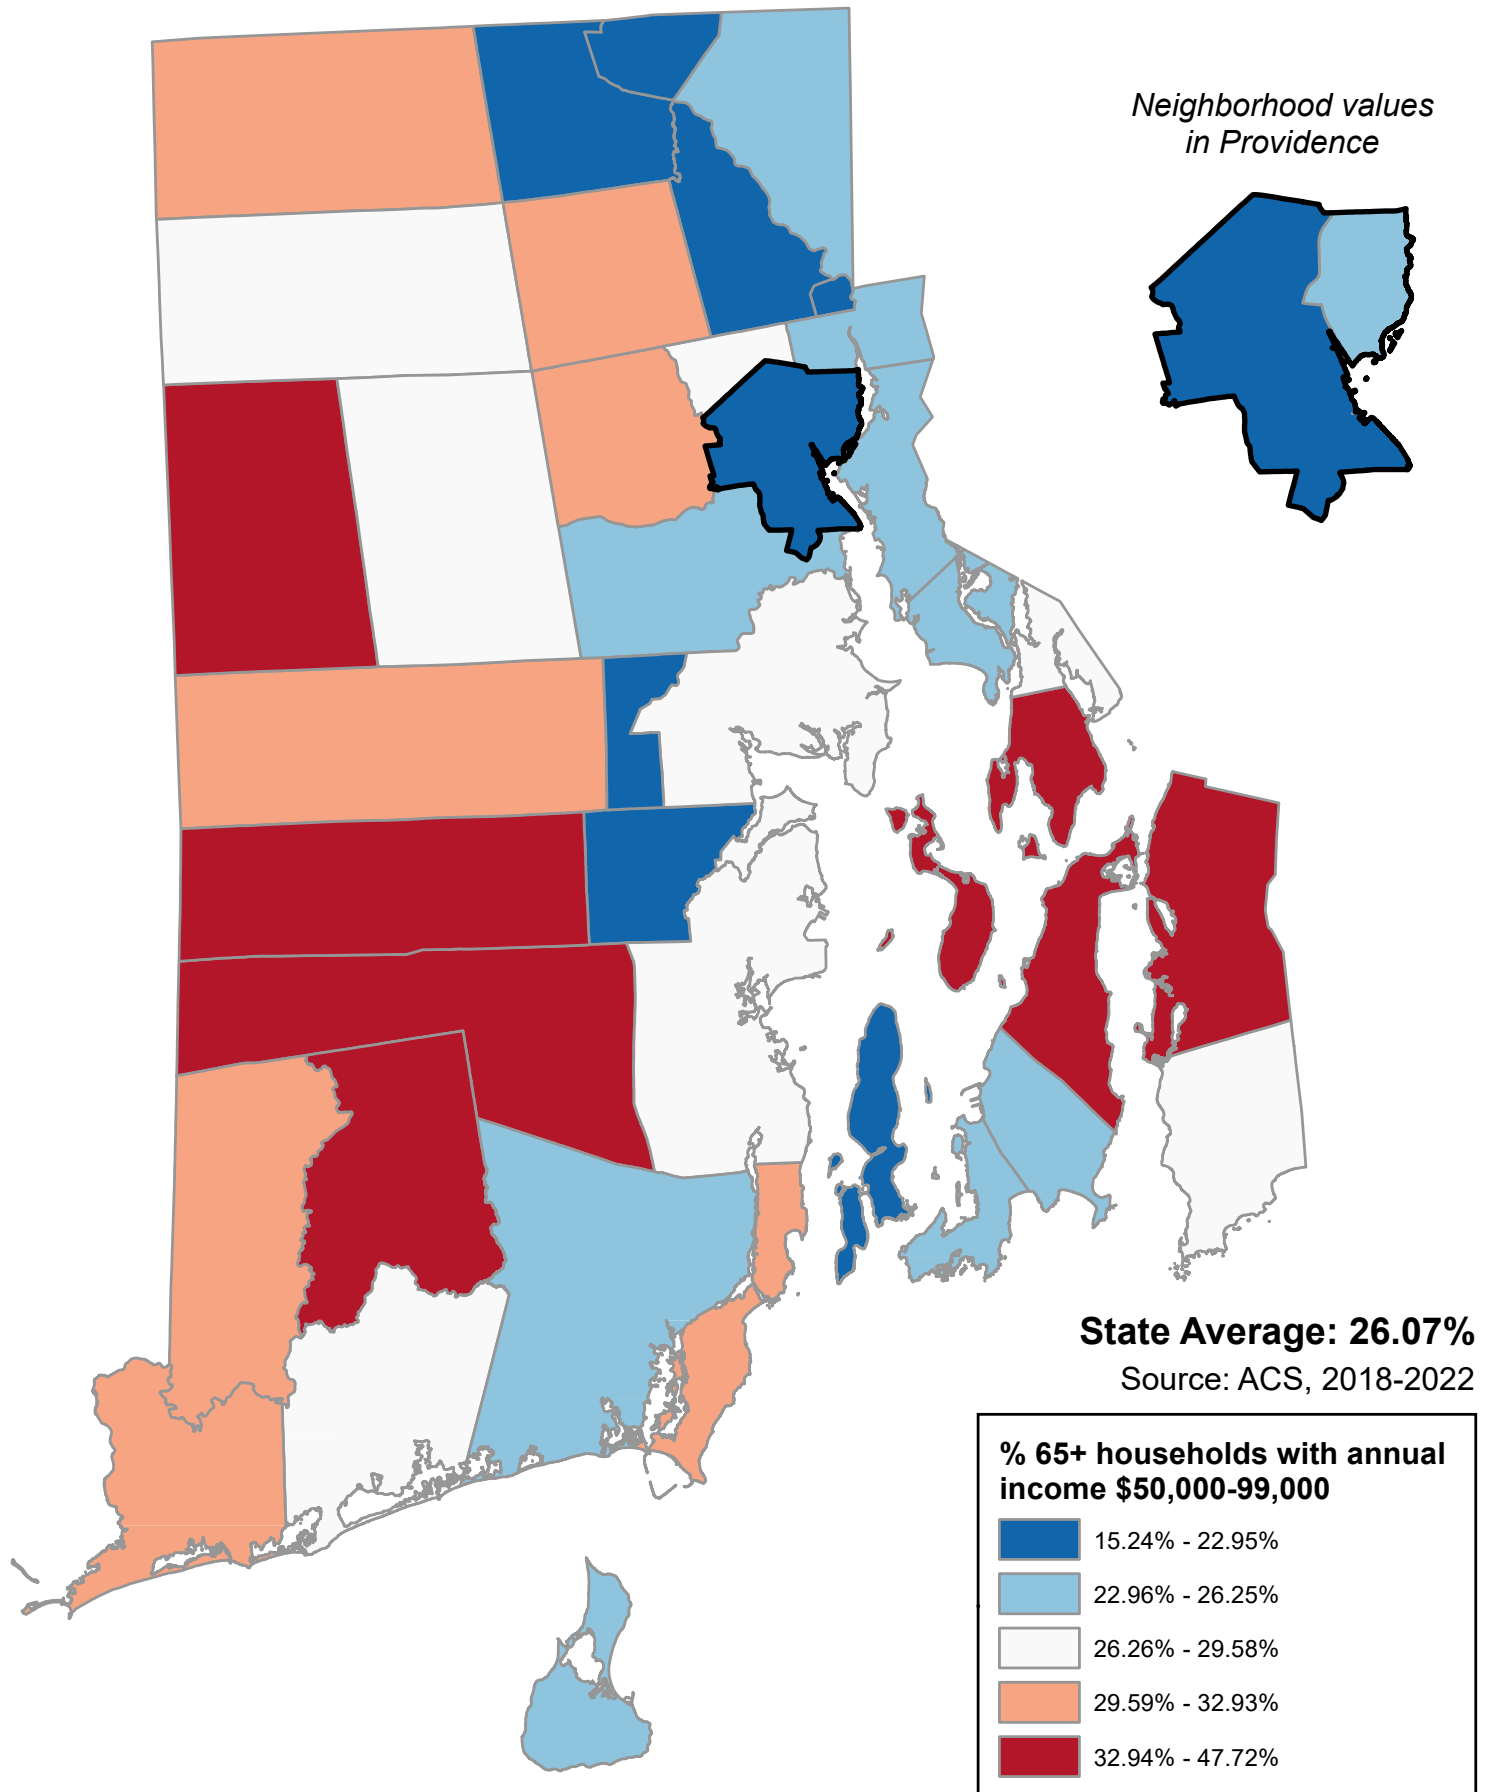 Neighborhood values
in Providence
State Average: 26.07%
Source: ACS, 2018-2022
% 65+ households with annual
income $50,000-99,000
15.24% - 22.95%
22.96% - 26.25%
26.26% - 29.58%
29.59% - 32.93%
32.94% - 47.72%